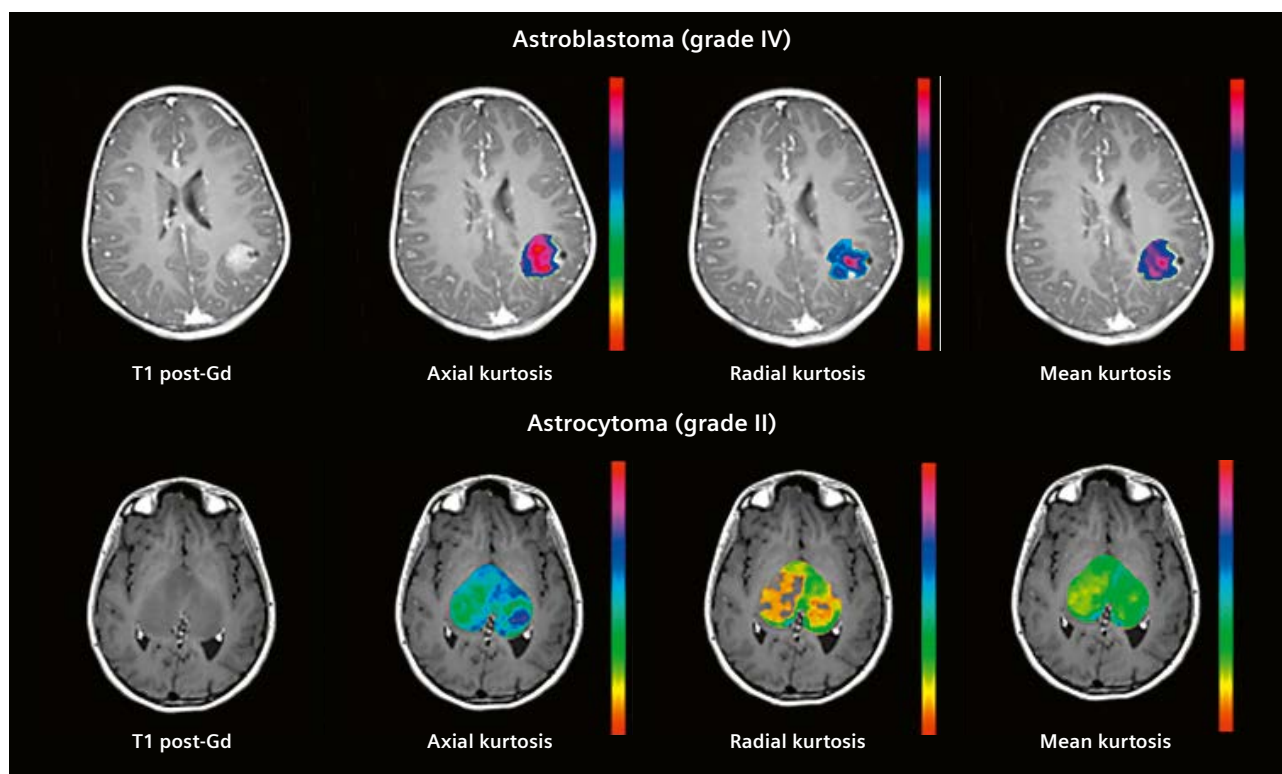 Astroblastoma (grade IV)
T1 post-Gd
Axial kurtosis
Radial kurtosis
Mean kurtosis
Astrocytoma (grade II)
T1 post-Gd
Axial kurtosis
Radial kurtosis
Mean kurtosis